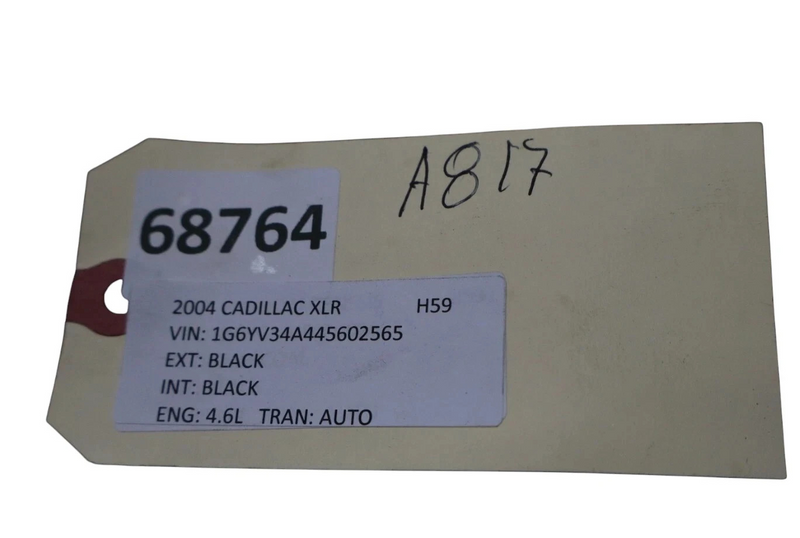 A817
68764
2004 CADILLAC XLR H59
VIN: 1G6YV34A445602565
EXT: BLACK
INT: BLACK
ENG: 4.6L TRAN: AUTO